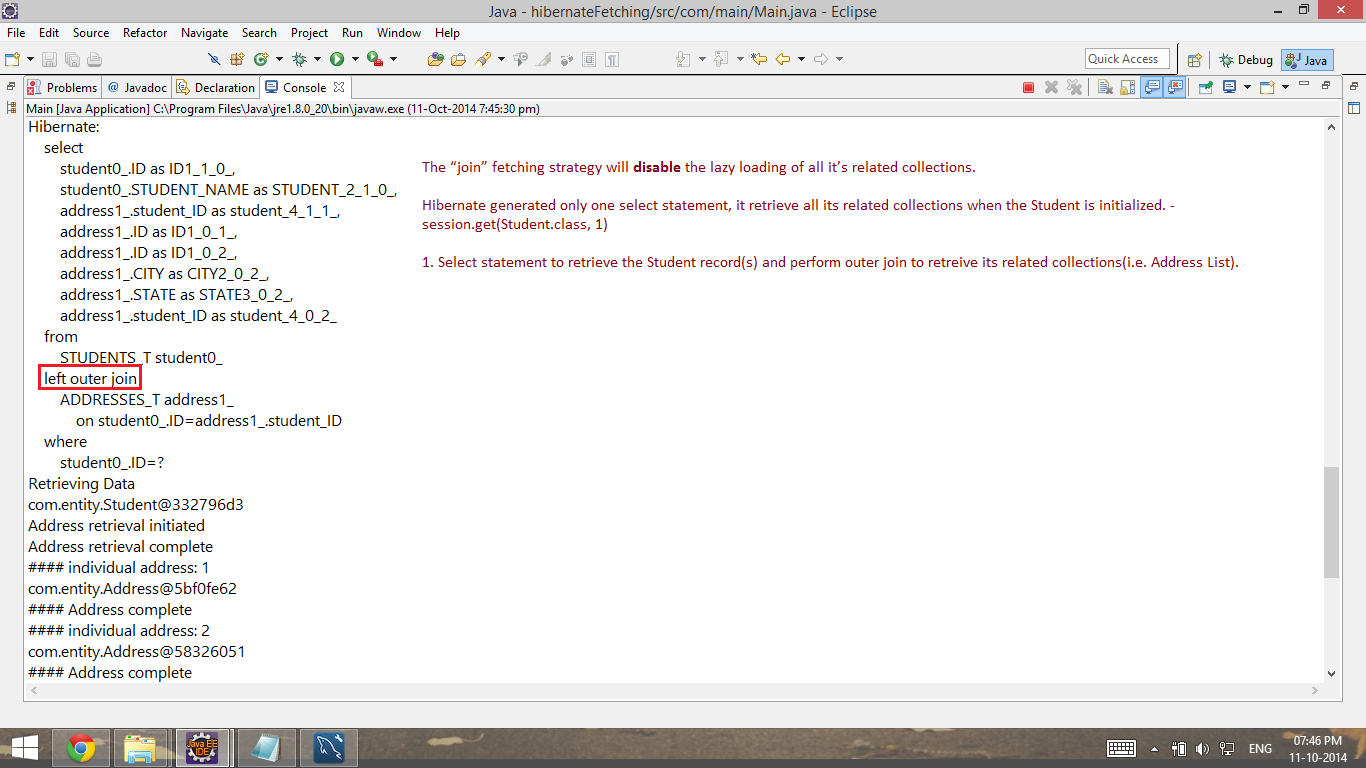 Java - hibernateFetching/src/com/main/Main.java - Eclipse
File Edit Source Refactor Navigate Search Project Run Window Help
Quick Access
Debug
Java
Problems
@ Javadoc
Declaration
Console
Main [Java Application] C:\Program Files\Java\jre1.8.0_20\bin\javaw.exe (11-Oct-2014 7:45:30 pm)
Hibernate:
select
student0_.ID as ID1_1_0_,
student0_.STUDENT_NAME as STUDENT_2_1_0_,
address1_.student_ID as student_4_1_1_,
address1_.ID as ID1_0_1_,
address1_.ID as ID1_0_2_,
address1_.CITY as CITY2_0_2_,
address1_.STATE as STATE3_0_2_,
address1_.student_ID as student_4_0_2_
from
STUDENTS_T student0_
left outer join
ADDRESSES_T address1_
on student0_.ID=address1_.student_ID
where
student0_.ID=?
Retrieving Data
com.entity.Student@332796d3
Address retrieval initiated
Address retrieval complete
#### individual address: 1
com.entity.Address@5bf0fe62
#### Address complete
#### individual address: 2
com.entity.Address@58326051
#### Address complete
The “join” fetching strategy will disable the lazy loading of all it’s related collections.
Hibernate generated only one select statement, it retrieve all its related collections when the Student is initialized. -
session.get(Student.class, 1)
1. Select statement to retrieve the Student record(s) and perform outer join to retreive its related collections(i.e. Address List).
Java EE
IDE
ENG
07:46 PM
11-10-2014